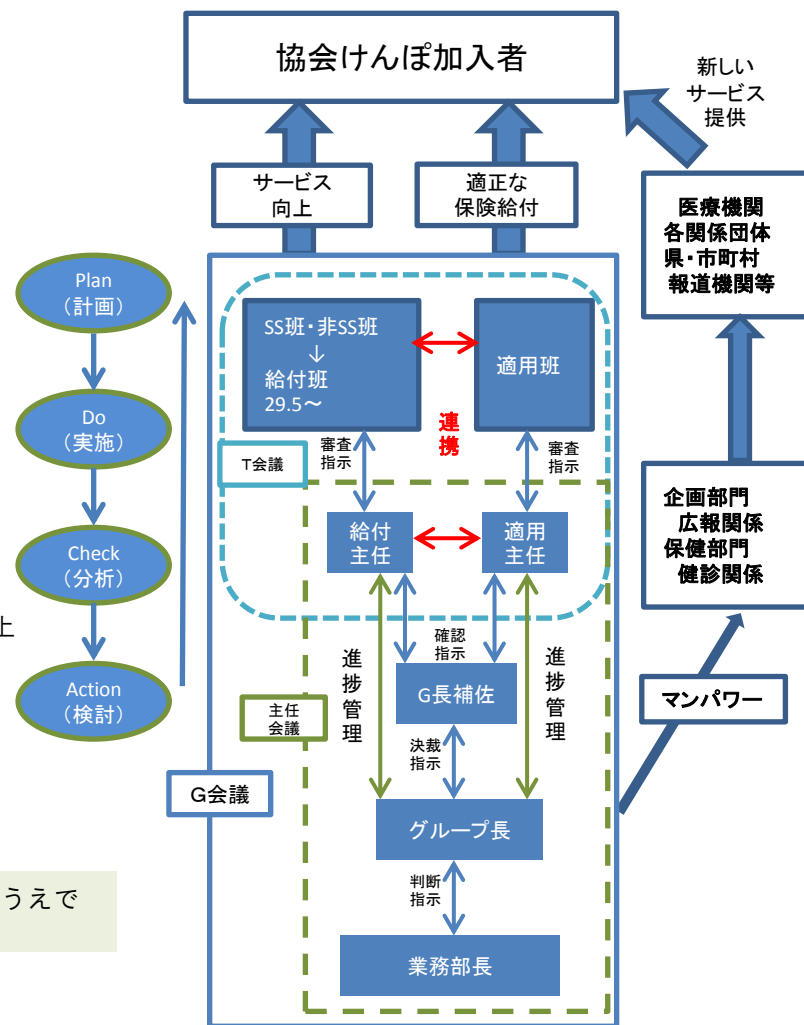 協会けんぽ加入者
新しい
サービス
提供
サービス
向上
適正な
保険給付
医療機関
各関係団体
県・市町村
報道機関等
Plan
（計画）
Do
（実施）
Check
（分析）
上
Action
（検討）
SS班・非SS班
↓
給付班
29.5～
適用班
連
携
審査
指示
審査
指示
T会議
給付
主任
適用
主任
企画部門
広報関係
保健部門
健診関係
確認
指示
進
捗
管
理
進
捗
管
理
G長補佐
主任
会議
マンパワー
決裁
指示
G会議
グループ長
判断
指示
うえで
業務部長